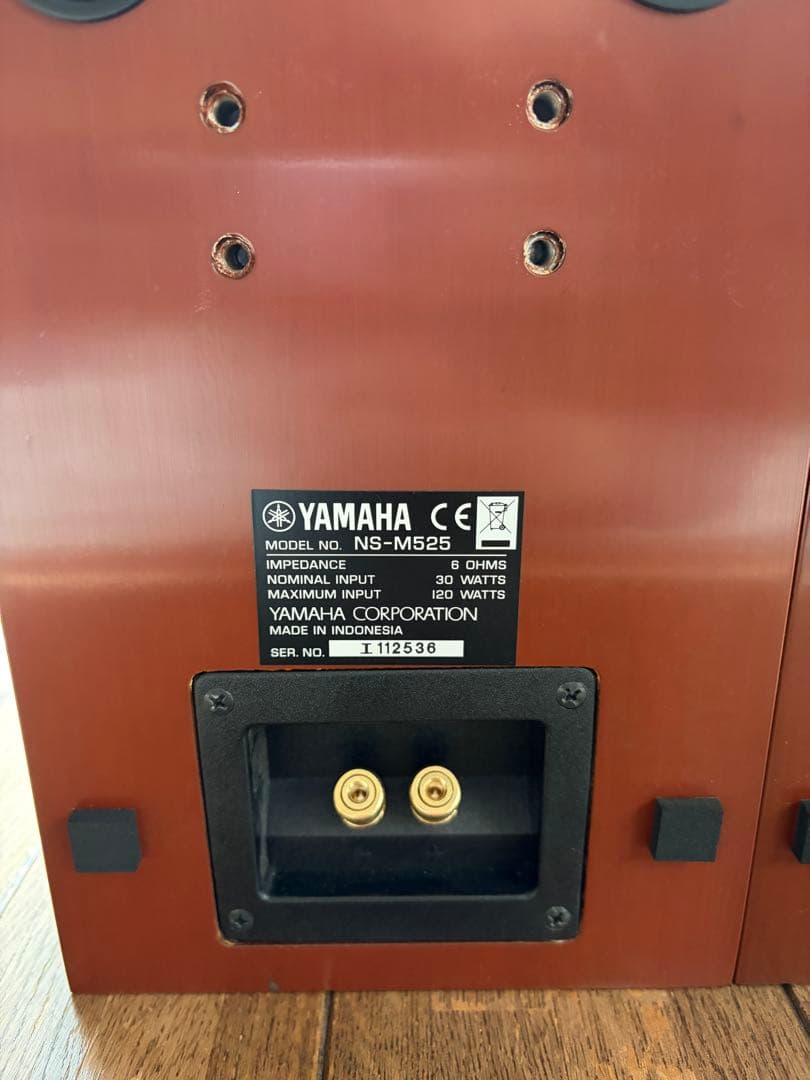 YAMAHA CE
MODEL NO. NS-M525
IMPEDANCE 6 OHMS
NOMINAL INPUT 30 WATTS
MAXIMUM INPUT 120 WATTS
YAMAHA CORPORATION
MADE IN INDONESIA
SER. NO. I 112536